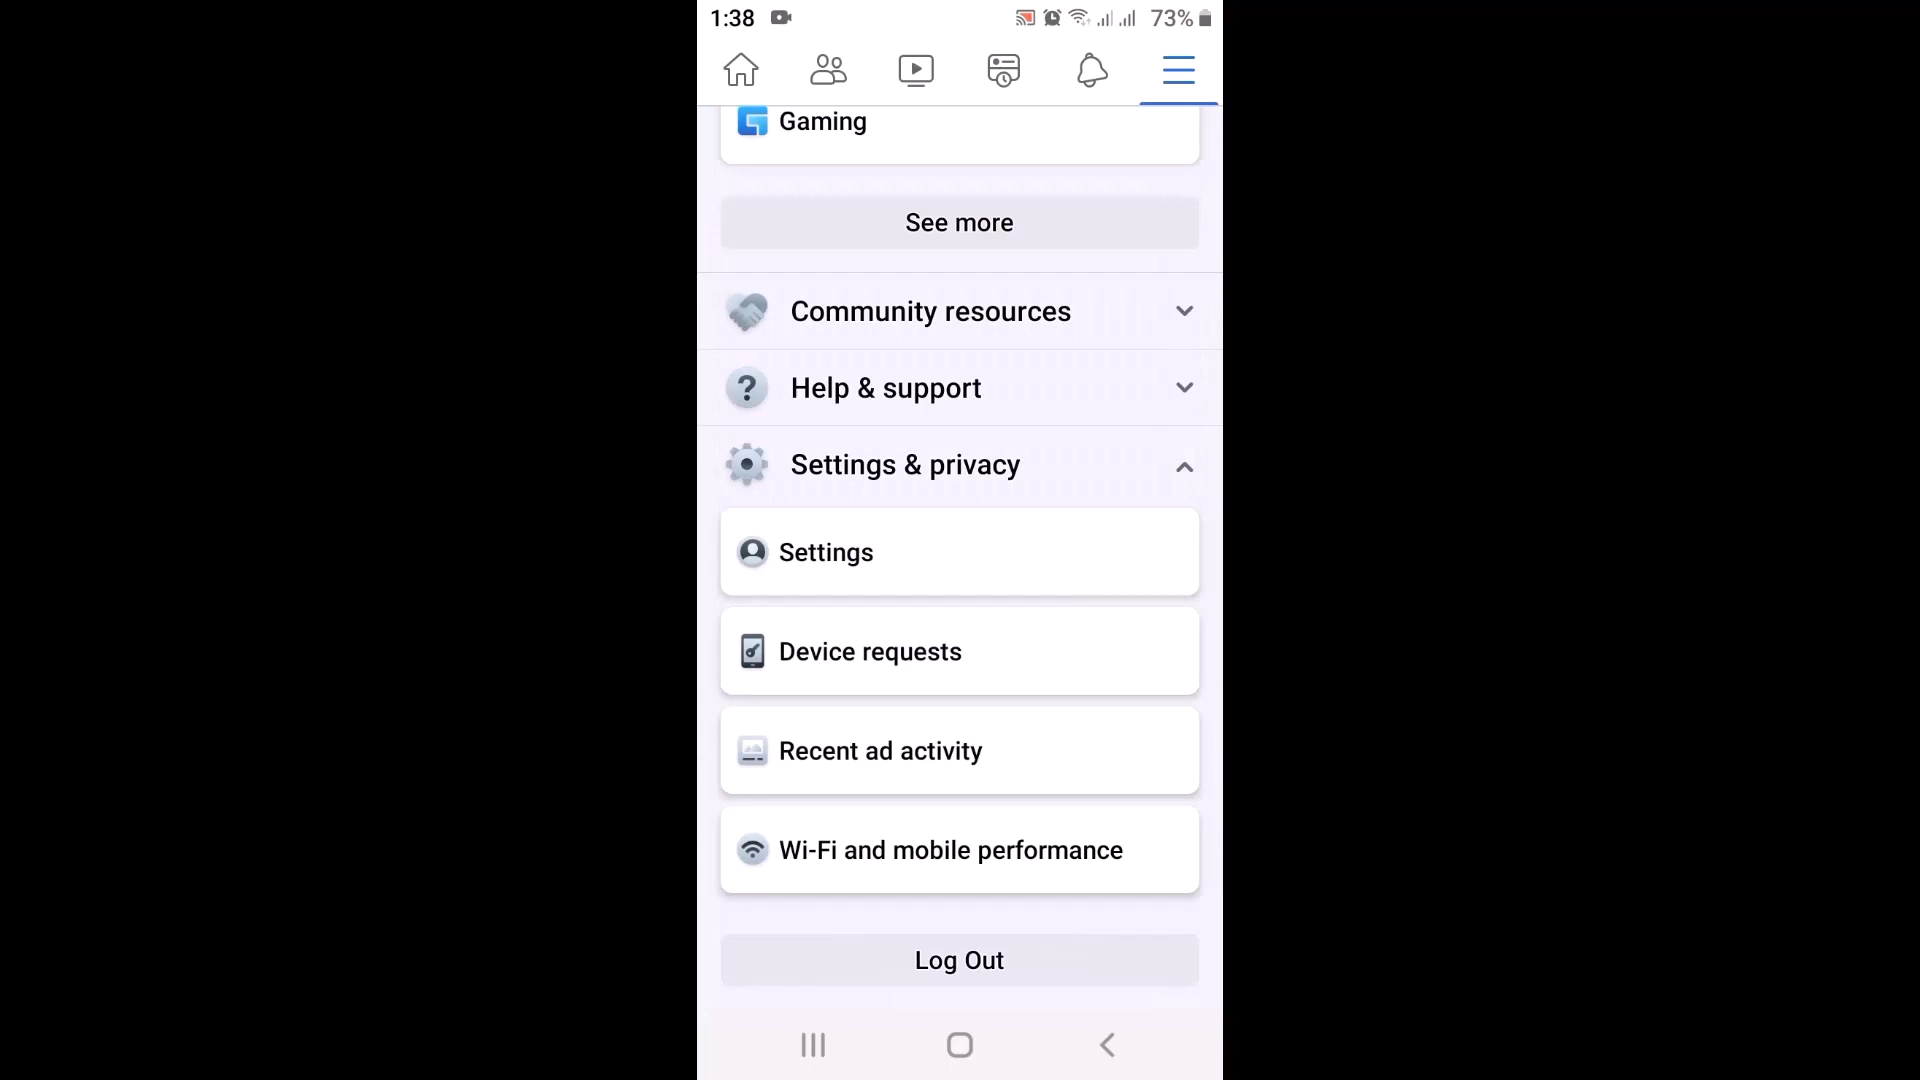 1:38
73%
Gaming
See more
Community resources
Help & support
Settings & privacy
Settings
Device requests
Recent ad activity
Wi-Fi and mobile performance
Log Out